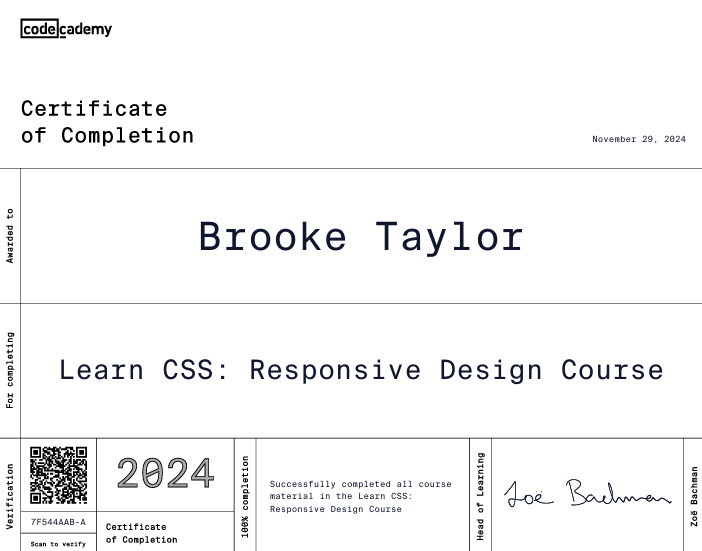 codecademy
Certificate
of Completion
November 29, 2024
Awarded to
Brooke Taylor
For completing
Learn CSS: Responsive Design Course
Verification
7F544AAB-A
Scan to verify
2024
Certificate
of Completion
100% completion
Successfully completed all course
material in the Learn CSS:
Responsive Design Course
Head of Learning
Zoë Bachman
Zoë Bachman